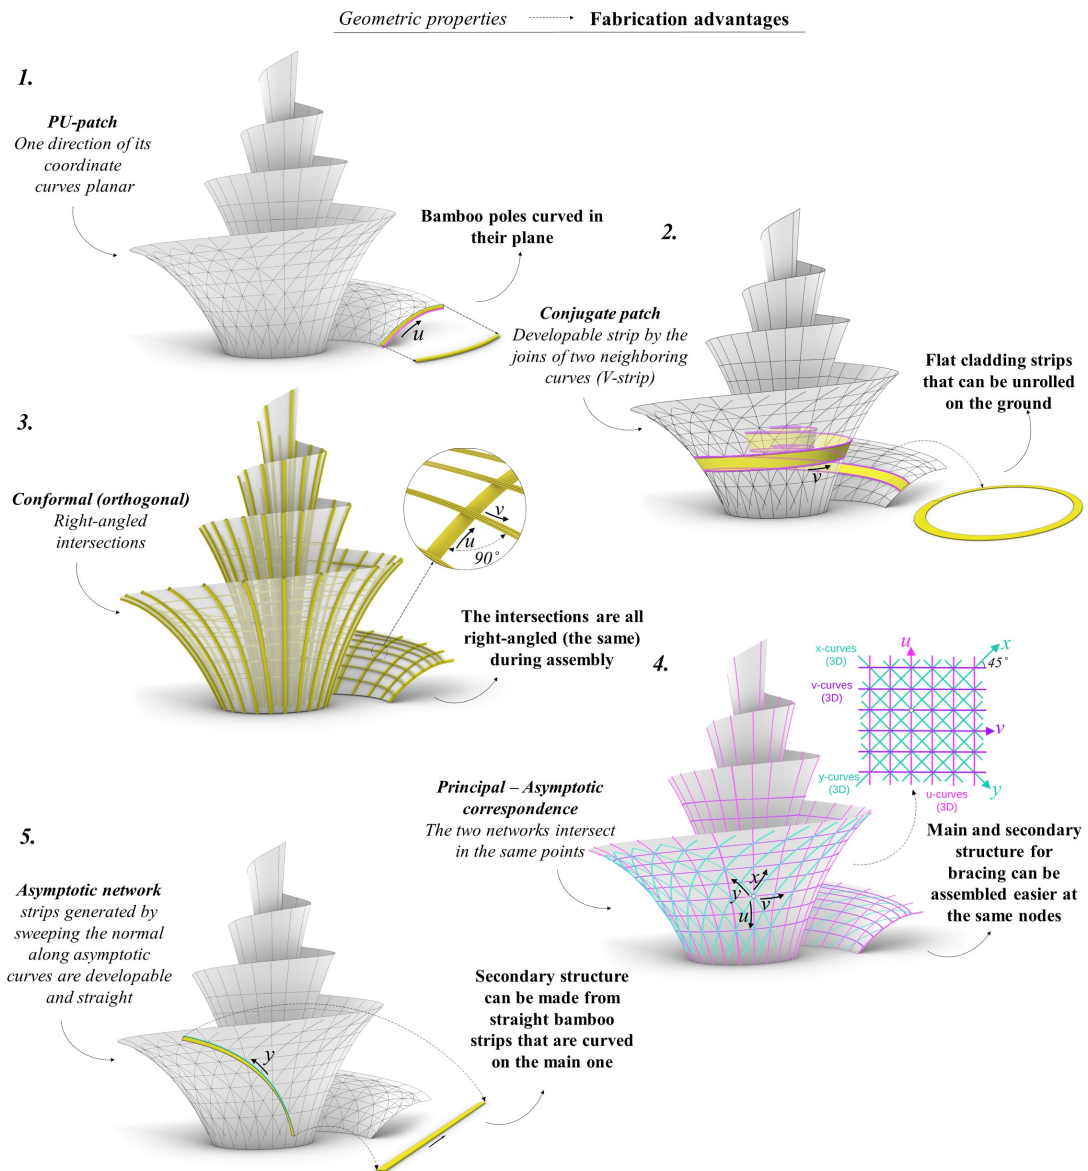 Geometric properties Fabrication advantages
1.
PU-patch
One direction of its
coordinate
curves planar
Bamboo poles curved in
their plane
u
2.
Conjugate patch
Developable strip by the
joins of two neighboring
curves (V-strip)
Flat cladding strips
that can be unrolled
on the ground
v
3.
Conformal (orthogonal)
Right-angled
intersections
v
u
90°
The intersections are all
right-angled (the same)
during assembly
4.
x-curves
(3D)
u
x
45°
v-curves
(3D)
v
y-curves
(3D)
u-curves
(3D)
y
Principal – Asymptotic
correspondence
The two networks intersect
in the same points
x
y
v
u
Main and secondary
structure for
bracing can be
assembled easier at
the same nodes
5.
Asymptotic network
strips generated by
sweeping the normal
along asymptotic
curves are developable
and straight
y
Secondary structure
can be made from
straight bamboo
strips that are curved
on the main one